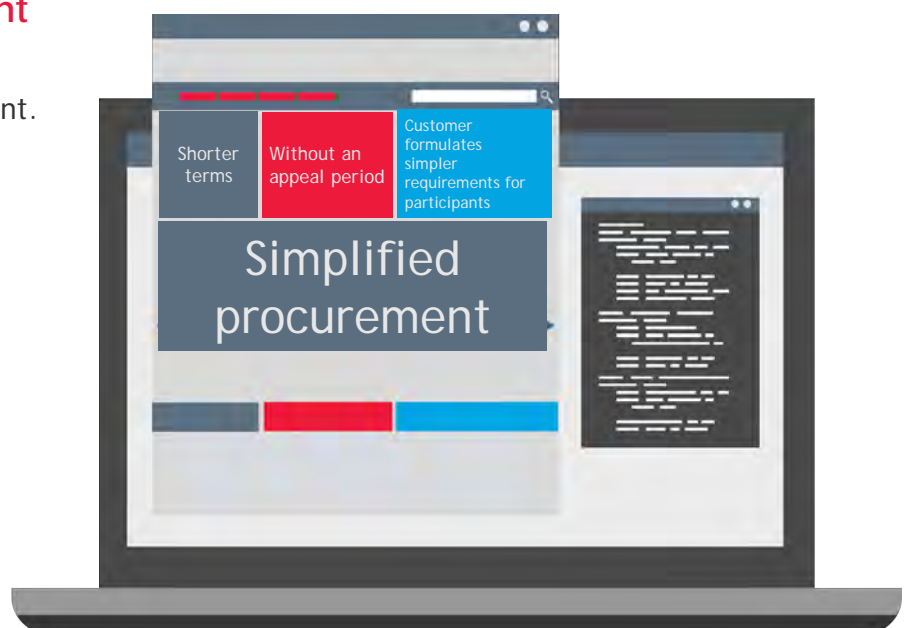 nt
nt.
Shorter
terms
Without an
appeal period
Customer
formulates
simpler
requirements for
participants
Simplified
procurement